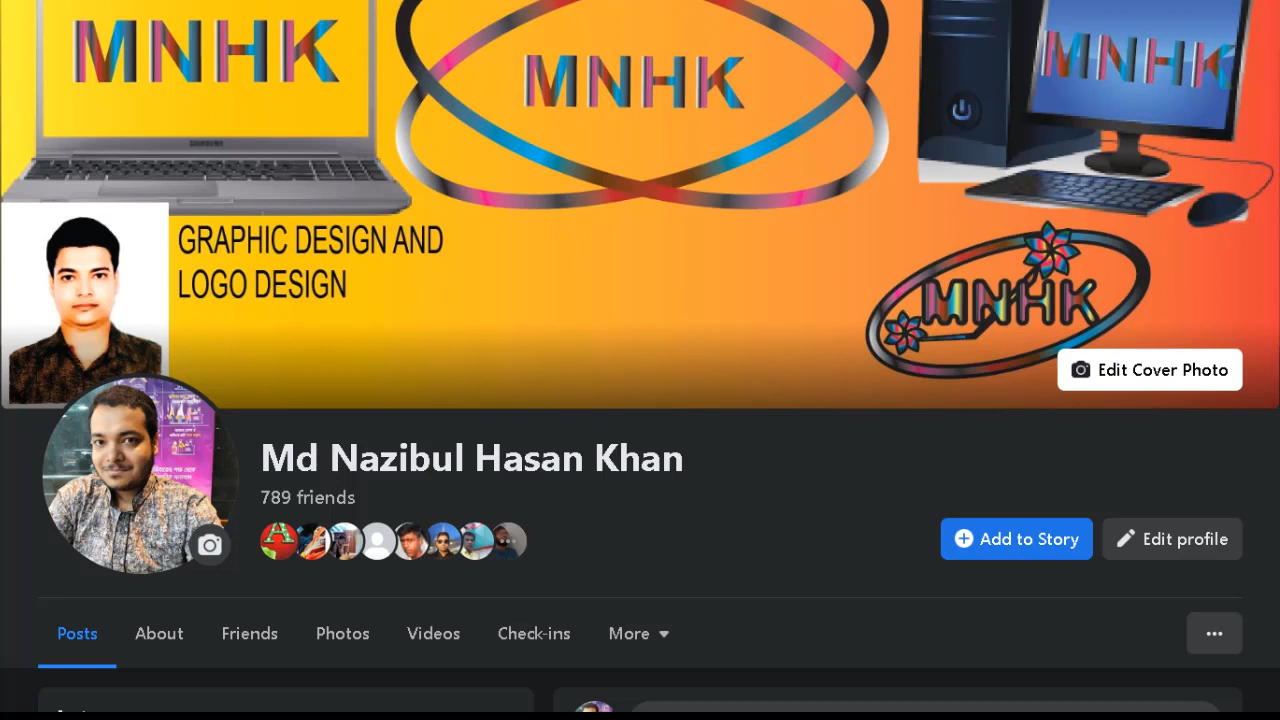 MNHK
MNHK
MNHK
SAMSUNG
GRAPHIC DESIGN AND
LOGO DESIGN
MNHK
Edit Cover Photo
Md Nazibul Hasan Khan
789 friends
Add to Story
Edit profile
Posts
About
Friends
Photos
Videos
Check-ins
More